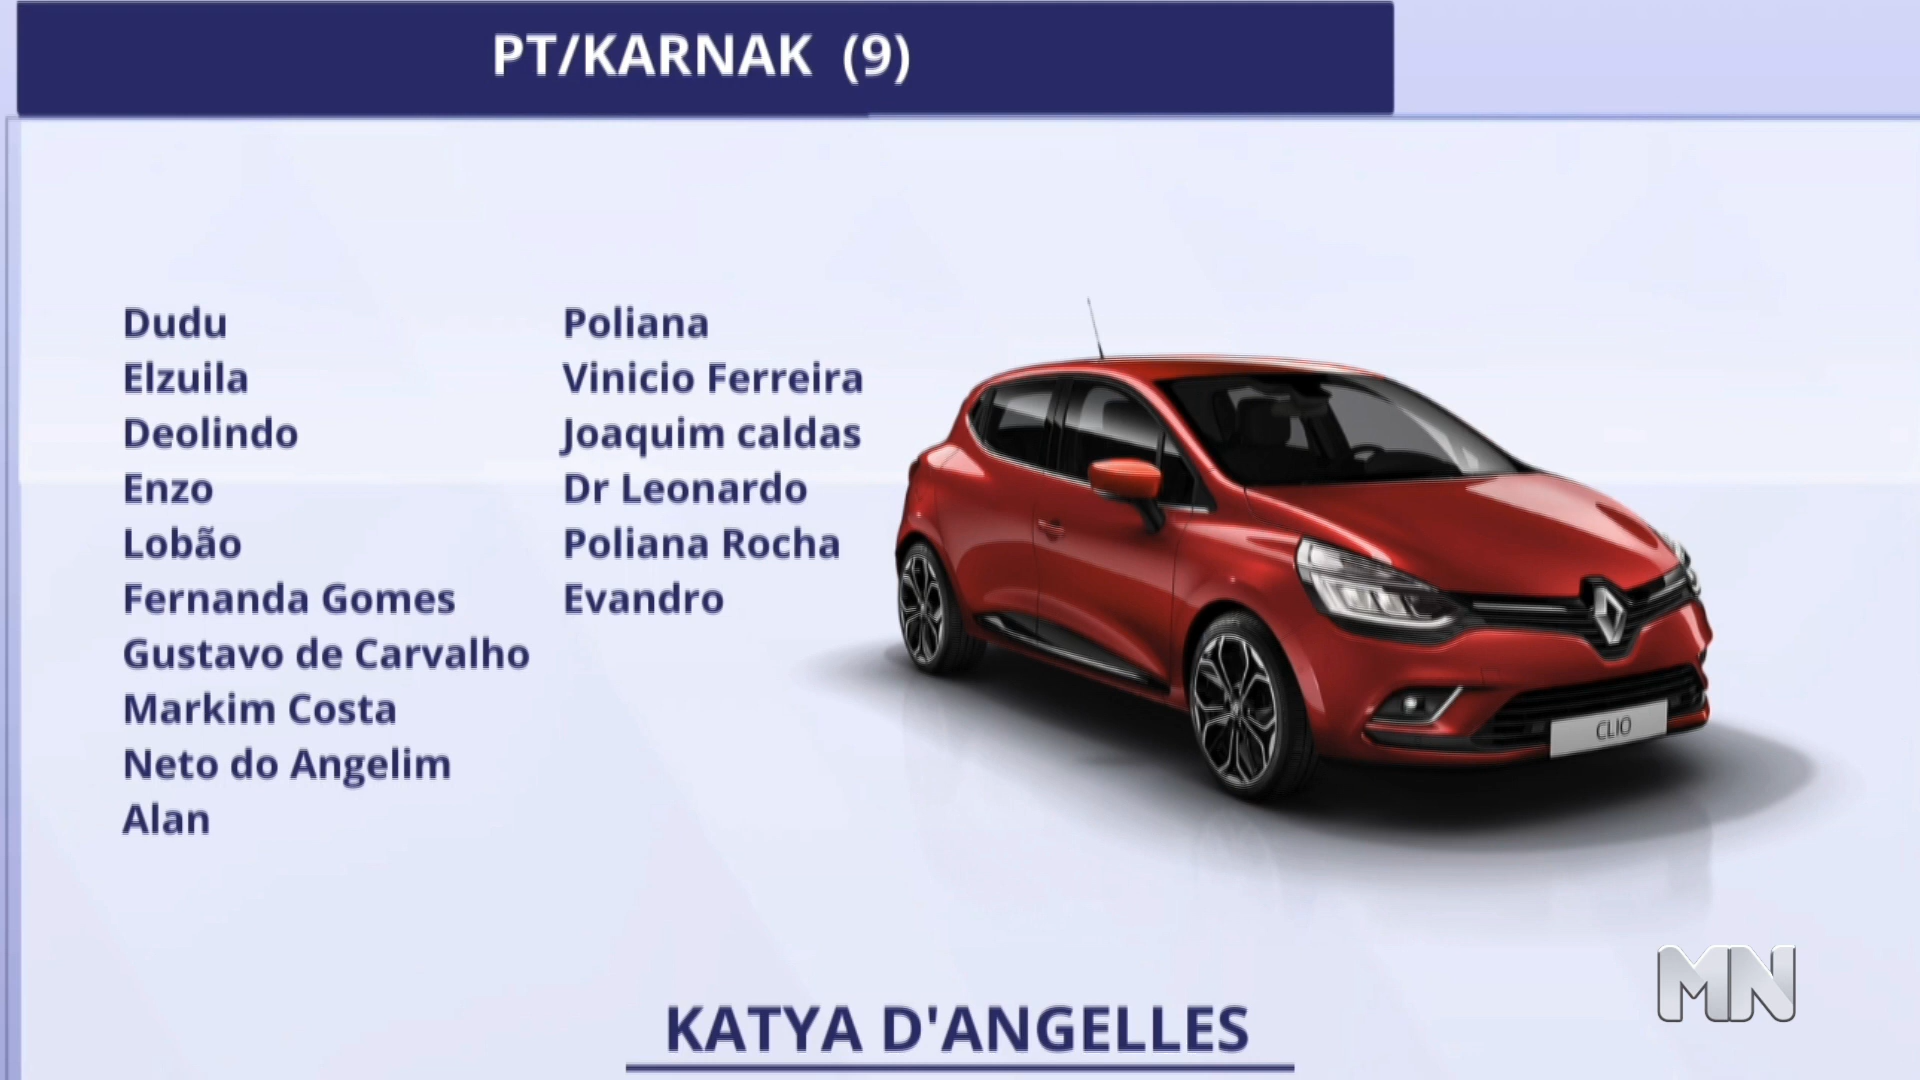 PT/KARNAK (9)
Dudu
Elzuila
Deolindo
Enzo
Lobão
Fernanda Gomes
Gustavo de Carvalho
Markim Costa
Neto do Angelim
Alan
Poliana
Vinicio Ferreira
Joaquim caldas
Dr Leonardo
Poliana Rocha
Evandro
CLIO
MN
KATYA D'ANGELLES